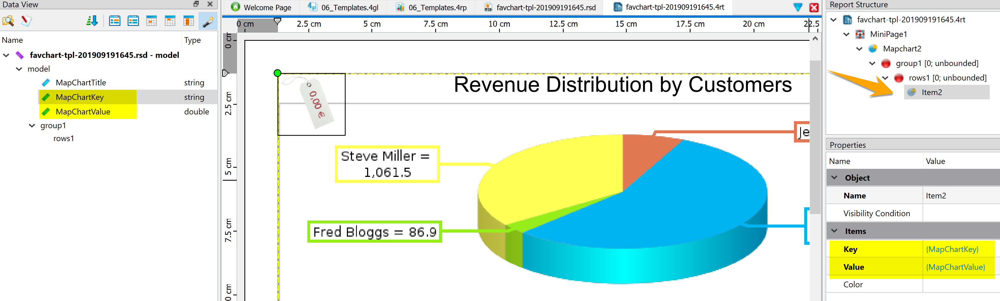 Data View
Name Type
favchart-tpl-201909191645.rsd - model
model
MapChartTitle string
MapChartKey string
MapChartValue double
group1
rows1
Welcome Page
06_Templates.4gl
06_Templates.4rp
favchart-tpl-201909191645.rsd
favchart-tpl-201909191645.4rt
0 cm 2.5 cm 5 cm 7.5 cm 10 cm 12.5 cm 15 cm 17.5 cm 20 cm 22.5
0 cm
2.5 cm
5 cm
7.5 cm
0 cm
0,00 €
Revenue Distribution by Customers
Je
Steve Miller =
1,061.5
Fred Bloggs = 86.9
Report Structure
favchart-tpl-201909191645.4rt
MiniPage1
Mapchart2
group1 [0; unbounded]
rows1 [0; unbounded]
Item2
Properties
Name Value
Object
Name Item2
Visibility Condition
Items
Key {MapChartKey}
Value {MapChartValue}
Color